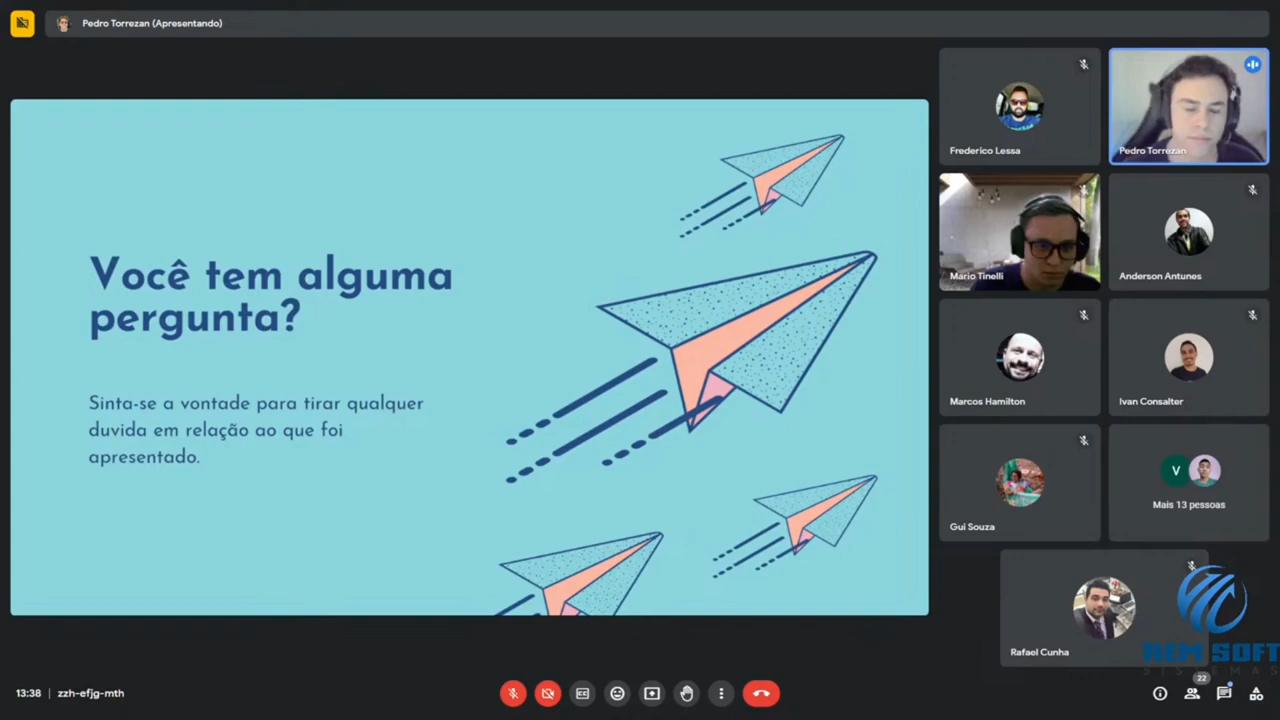 Pedro Torrezan (Apresentando)
Você tem alguma
pergunta?
Sinta-se a vontade para tirar qualquer
duvida em relação ao que foi
apresentado.
Frederico Lessa
Pedro Torrezan
Mario Tinelli
Anderson Antunes
Marcos Hamilton
Ivan Consalter
Gui Souza
V
Mais 13 pessoas
Rafael Cunha
SISTEMAS
13:38 | zzh-efjg-mth
22